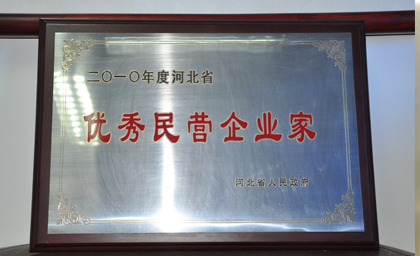 二〇一〇年度河北省
优秀民营企业家
河北省人民政府